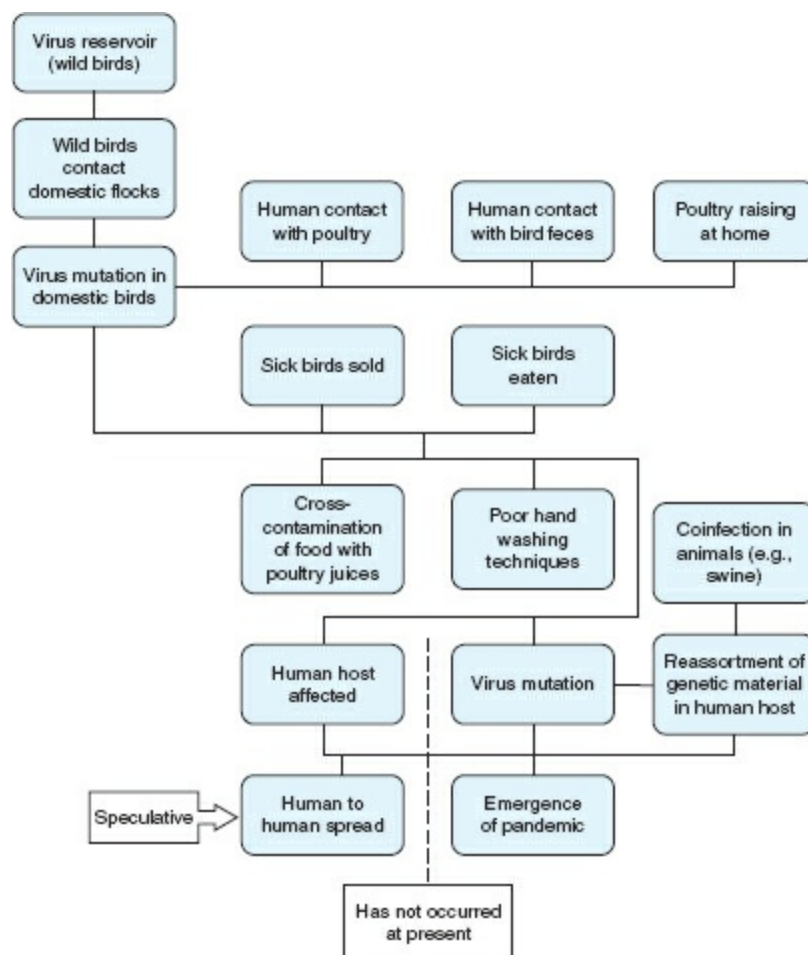 Virus reservoir
(wild birds)
Wild birds
contact
domestic flocks
Human contact
with poultry
Human contact
with bird feces
Poultry raising
at home
Virus mutation in
domestic birds
Sick birds sold
Sick birds
eaten
Cross-
contamination
of food with
poultry juices
Poor hand
washing
techniques
Coinfection in
animals (e.g.,
swine)
Human host
affected
Virus mutation
Reassortment of
genetic material
in human host
Speculative
Human to
human spread
Emergence
of pandemic
Has not occurred
at present